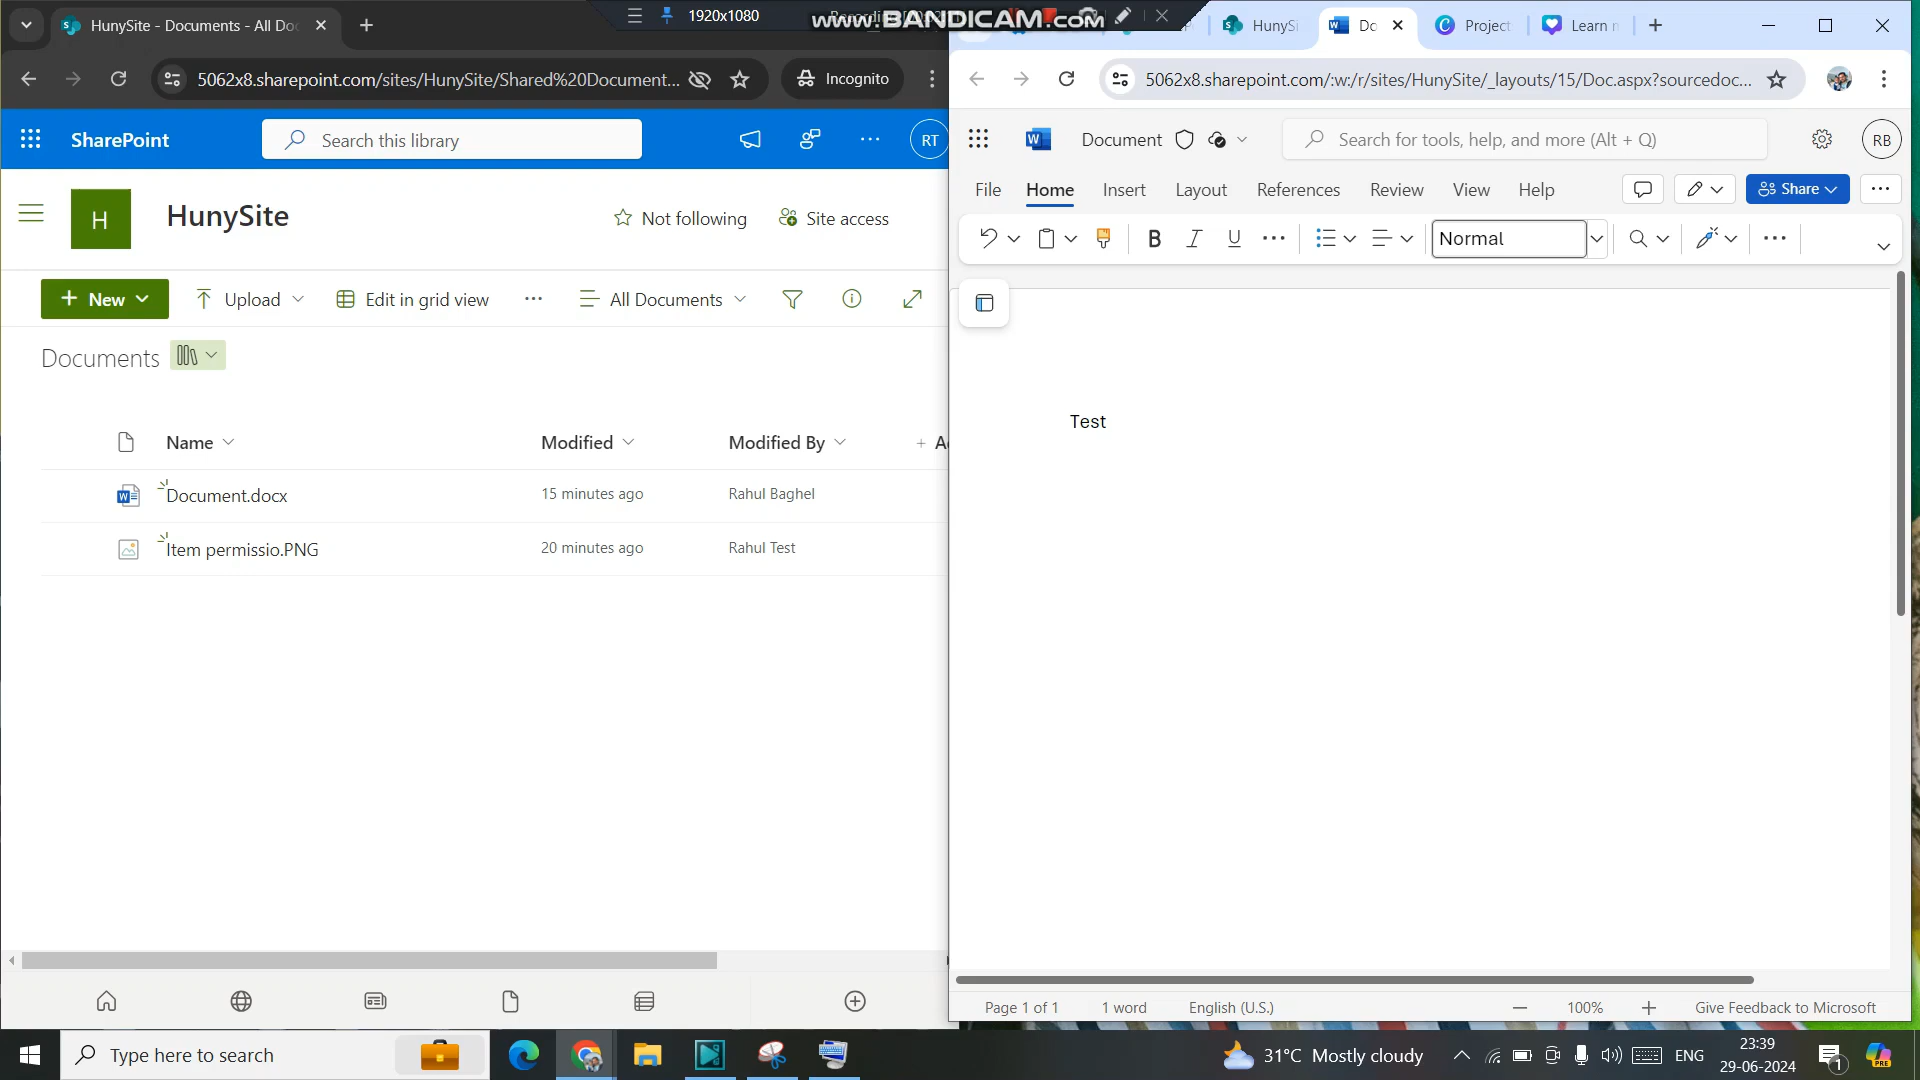 HunySite - Documents - All Do
1920x1080
www.BANDICAM.com
HunySi
Do
Project
Learn
5062x8.sharepoint.com/sites/HunySite/Shared%20Document...
Incognito
5062x8.sharepoint.com/:w:/r/sites/HunySite/_layouts/15/Doc.aspx?sourcedoc...
SharePoint
Search this library
RT
Document
Search for tools, help, and more (Alt + Q)
RB
File Home Insert Layout References Review View Help
Share
H
HunySite
Not following
Site access
Normal
New
Upload
Edit in grid view
All Documents
Documents
Name
Modified
Modified By
Document.docx
15 minutes ago
Rahul Baghel
Item permissio.PNG
20 minutes ago
Rahul Test
Test
Page 1 of 1
1 word
English (U.S.)
100%
Give Feedback to Microsoft
Type here to search
31°C Mostly cloudy
ENG
23:39
29-06-2024
1
PRE